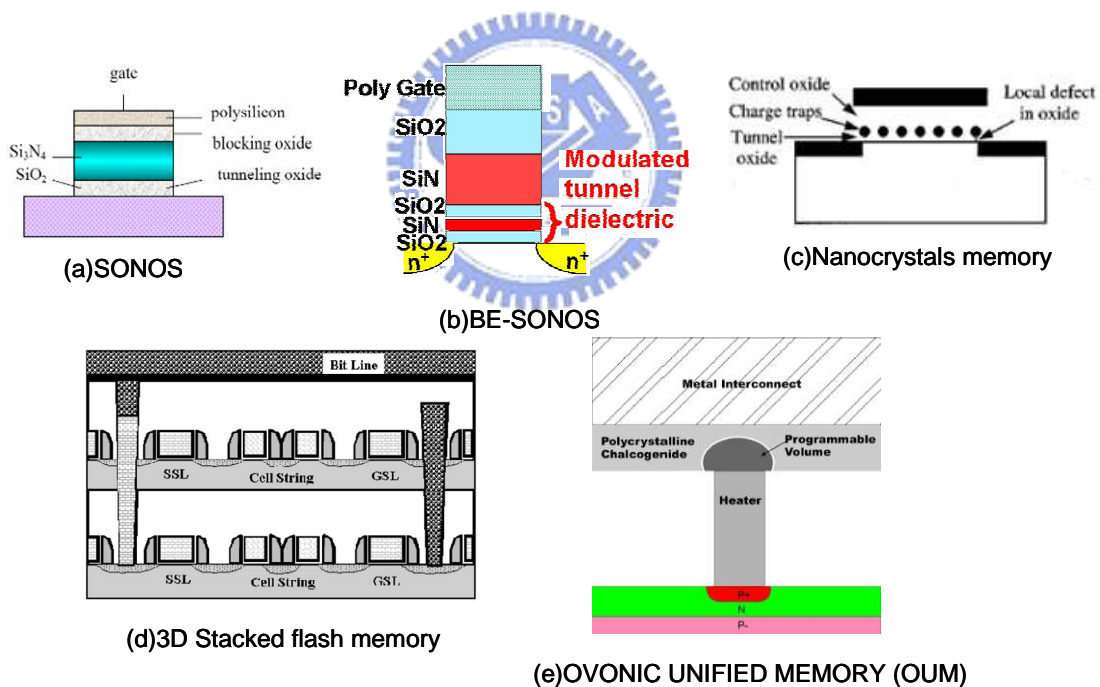 gate
polysilicon
blocking oxide
Si₃N₄
SiO₂
tunneling oxide
(a)SONOS
Poly Gate
SiO2
SiN
SiO2
SiN
SiO2
Modulated
tunnel
dielectric
n⁺
n⁺
(b)BE-SONOS
Control oxide
Charge traps
Tunnel
oxide
Local defect
in oxide
(c)Nanocrystals memory
Bit Line
SSL
Cell String
GSL
SSL
Cell String
GSL
(d)3D Stacked flash memory
Metal Interconnect
Polycrystalline
Chalcogenide
Programmable
Volume
Heater
P+
N
P-
(e)OVONIC UNIFIED MEMORY (OUM)